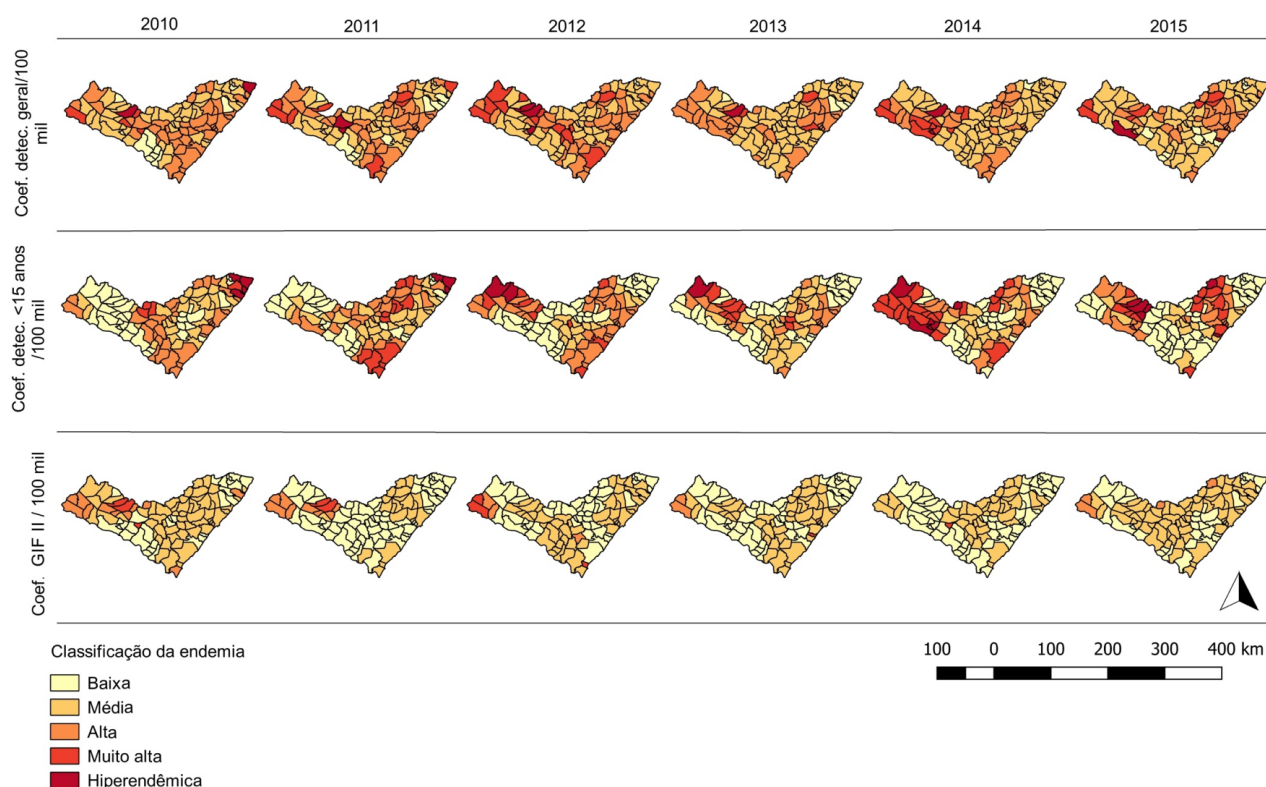 2010 2011 2012 2013 2014 2015
Coef. detec. geral/100
mil
Coef. detec. <15 anos
/100 mil
Coef. GIF II / 100 mil
Classificação da endemia
Baixa
Média
Alta
Muito alta
Hiperendêmica
100 0 100 200 300 400 km